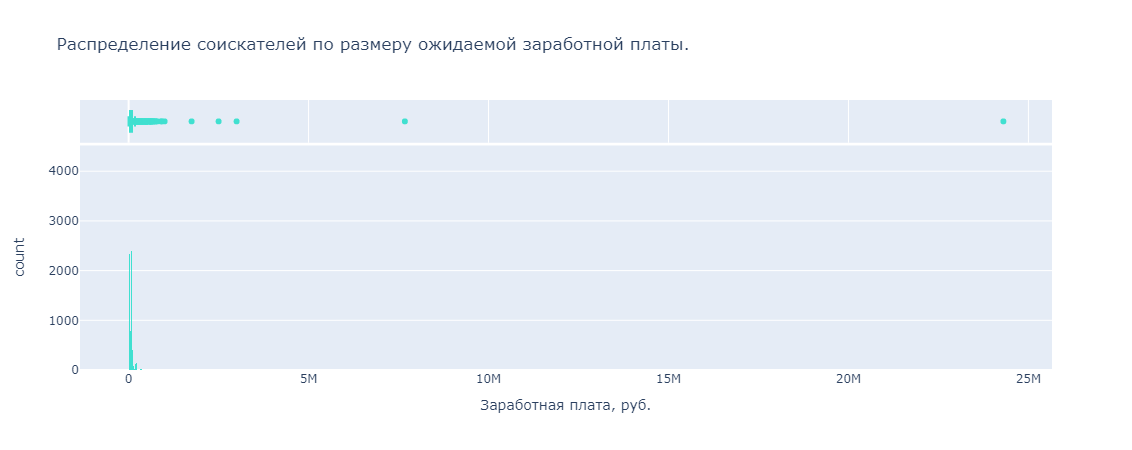 Распределение соискателей по размеру ожидаемой заработной платы.
4000
3000
2000
1000
0
count
0 5M 10M 15M 20M 25M
Заработная плата, руб.